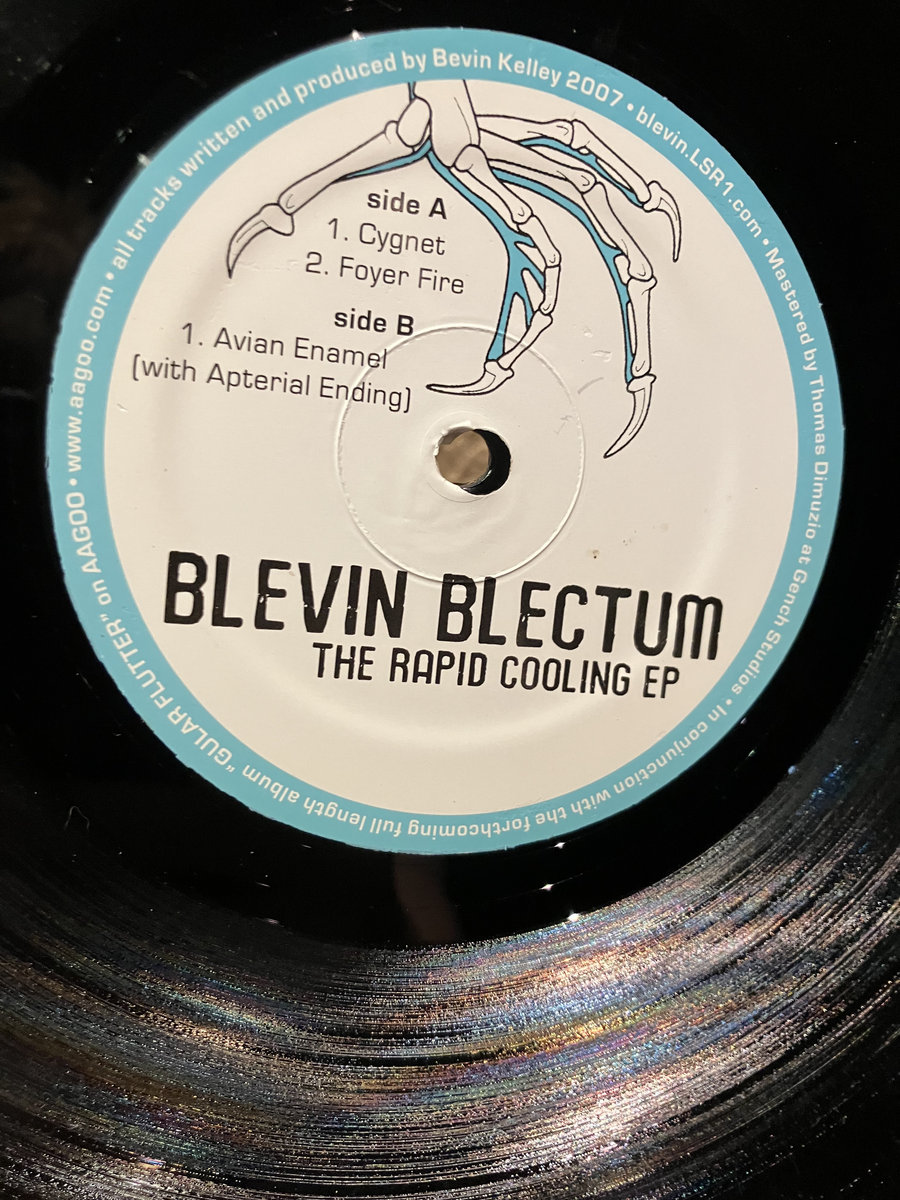 side A
1. Cygnet
2. Foyer Fire
side B
1. Avian Enamel
(with Apterial Ending)
BLEVIN BLECTUM
THE RAPID COOLING EP
• all tracks written and produced by Bevin Kelley 2007 • blevin.LSR1.com • Mastered by Thomas Dimuzio at Gench Studios • In conjunction with the forthcoming full length album "GULAR FLUTTER" on AAGOO • www.aagoo.com